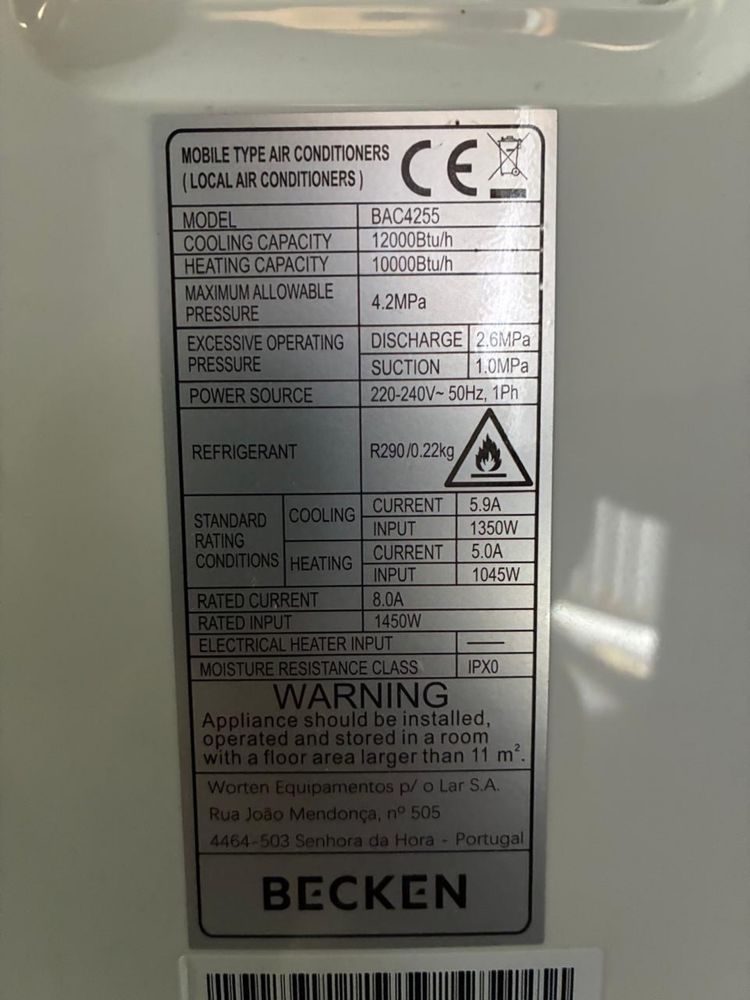 MOBILE TYPE AIR CONDITIONERS
( LOCAL AIR CONDITIONERS )
CE
MODEL BAC4255
COOLING CAPACITY 12000Btu/h
HEATING CAPACITY 10000Btu/h
MAXIMUM ALLOWABLE
PRESSURE 4.2MPa
EXCESSIVE OPERATING
PRESSURE
DISCHARGE 2.6MPa
SUCTION 1.0MPa
POWER SOURCE 220-240V~ 50Hz, 1Ph
REFRIGERANT R290/0.22kg
STANDARD
RATING
CONDITIONS
COOLING
CURRENT 5.9A
INPUT 1350W
HEATING
CURRENT 5.0A
INPUT 1045W
RATED CURRENT 8.0A
RATED INPUT 1450W
ELECTRICAL HEATER INPUT —
MOISTURE RESISTANCE CLASS IPX0
WARNING
Appliance should be installed,
operated and stored in a room
with a floor area larger than 11 m².
Worten Equipamentos p/ o Lar S.A.
Rua João Mendonça, nº 505
4464-503 Senhora da Hora - Portugal
BECKEN